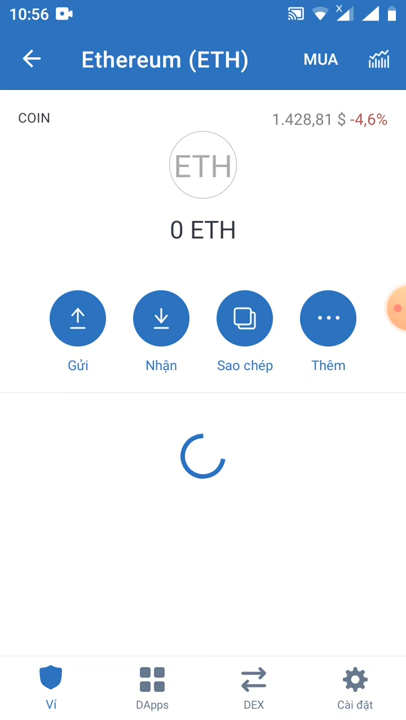 10:56
Ethereum (ETH)
MUA
COIN
1.428,81 $ -4,6%
ETH
0 ETH
Gửi
Nhận
Sao chép
Thêm
Ví
DApps
DEX
Cài đặt